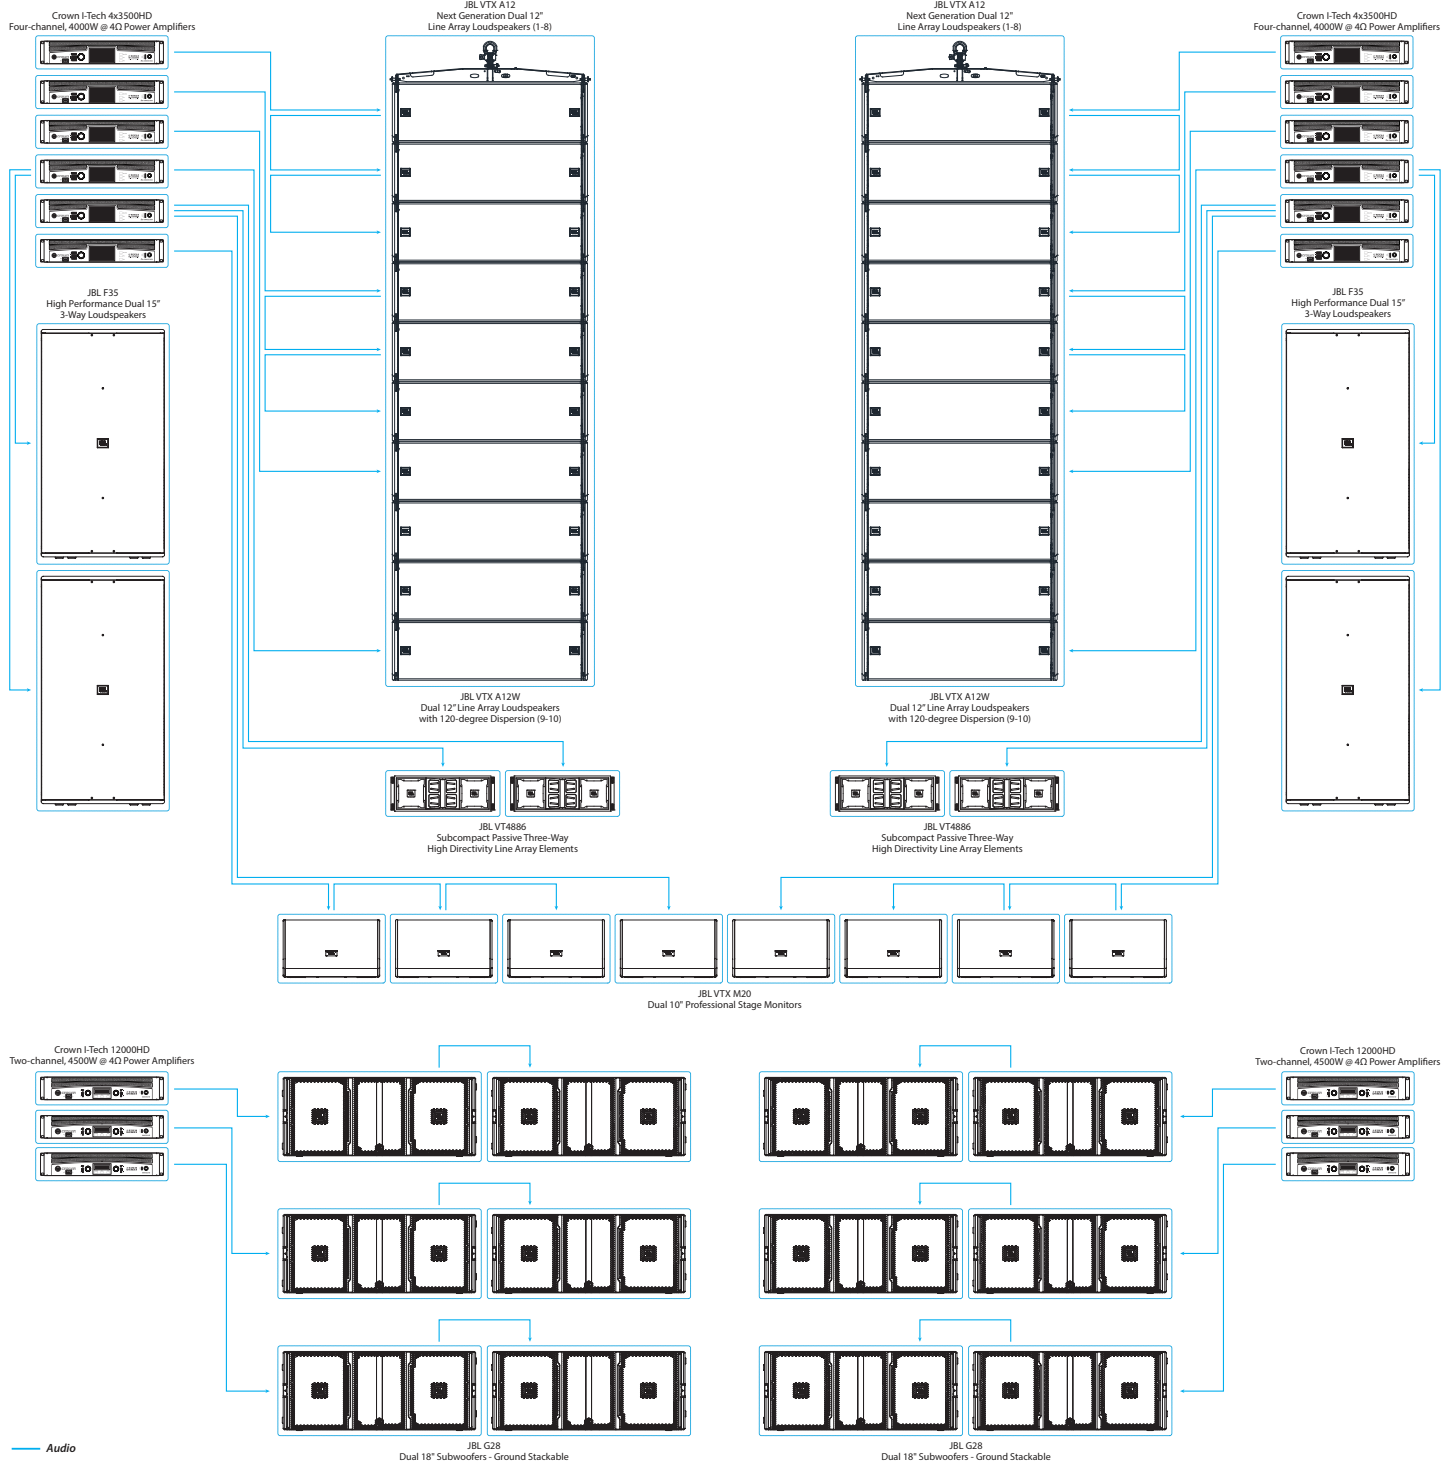 Crown I-Tech 4x3500HD
Four-channel, 4000W @ 4Ω Power Amplifiers
JBL VTX A12
Next Generation Dual 12"
Line Array Loudspeakers (1-8)
JBL VTX A12
Next Generation Dual 12"
Line Array Loudspeakers (1-8)
Crown I-Tech 4x3500HD
Four-channel, 4000W @ 4Ω Power Amplifiers
JBL F35
High Performance Dual 15”
3-Way Loudspeakers
JBL F35
High Performance Dual 15”
3-Way Loudspeakers
JBL VTX A12W
Dual 12” Line Array Loudspeakers
with 120-degree Dispersion (9-10)
JBL VTX A12W
Dual 12” Line Array Loudspeakers
with 120-degree Dispersion (9-10)
JBL VT4886
Subcompact Passive Three-Way
High Directivity Line Array Elements
JBL VT4886
Subcompact Passive Three-Way
High Directivity Line Array Elements
JBL VTX M20
Dual 10" Professional Stage Monitors
Crown I-Tech 12000HD
Two-channel, 4500W @ 4Ω Power Amplifiers
Crown I-Tech 12000HD
Two-channel, 4500W @ 4Ω Power Amplifiers
JBL G28
Dual 18" Subwoofers - Ground Stackable
JBL G28
Dual 18" Subwoofers - Ground Stackable
Audio